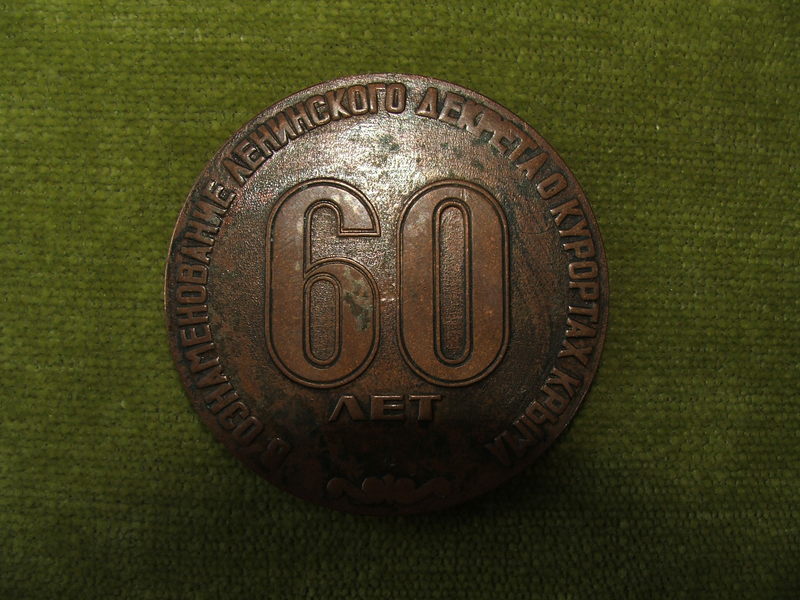 В ОЗНАМЕНОВАНИЕ ЛЕНИНСКОГО ДЕКРЕТА О КУРОРТАХ КРЫМА
60
ЛЕТ